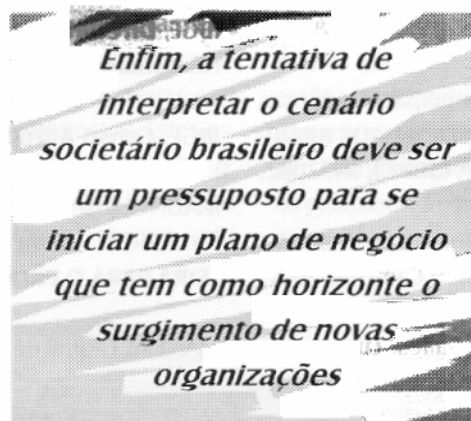 Enfim, a tentativa de
interpretar o cenário
societário brasileiro deve ser
um pressuposto para se
iniciar um plano de negócio
que tem como horizonte o
surgimento de novas
organizações